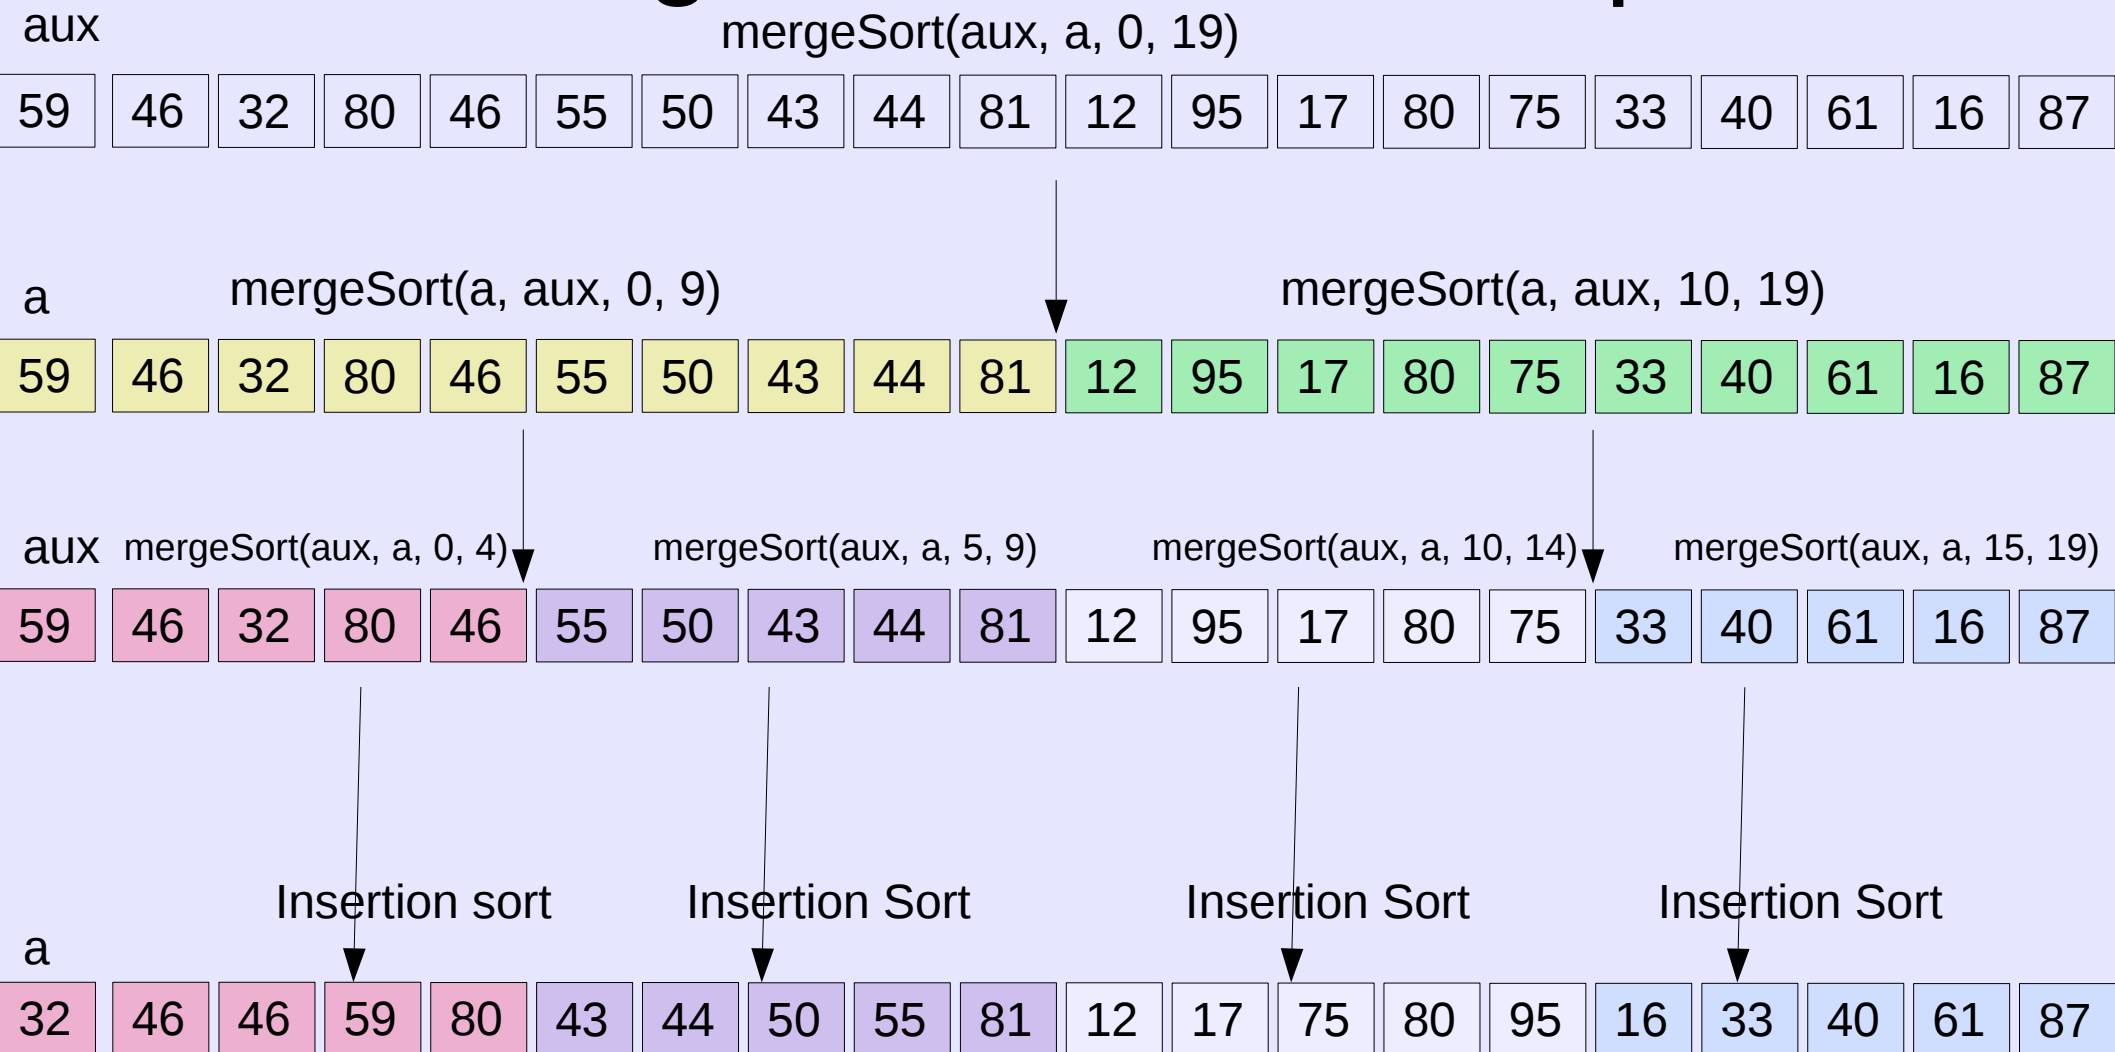 aux
mergeSort(aux, a, 0, 19)
59 46 32 80 46 55 50 43 44 81 12 95 17 80 75 33 40 61 16 87
a
mergeSort(a, aux, 0, 9)
mergeSort(a, aux, 10, 19)
59 46 32 80 46 55 50 43 44 81 12 95 17 80 75 33 40 61 16 87
aux
mergeSort(aux, a, 0, 4)
mergeSort(aux, a, 5, 9)
mergeSort(aux, a, 10, 14)
mergeSort(aux, a, 15, 19)
59 46 32 80 46 55 50 43 44 81 12 95 17 80 75 33 40 61 16 87
Insertion sort
Insertion Sort
Insertion Sort
Insertion Sort
a
32 46 46 59 80 43 44 50 55 81 12 17 75 80 95 16 33 40 61 87